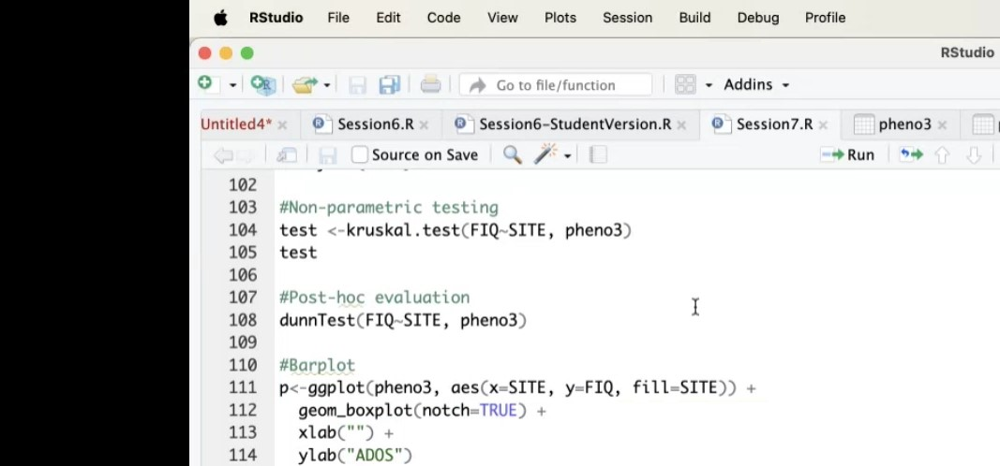 RStudio File Edit Code View Plots Session Build Debug Profile
RStudio
Go to file/function Addins
Untitled4* Session6.R Session6-StudentVersion.R Session7.R pheno3
Source on Save Run
102
103 #Non-parametric testing
104 test <-kruskal.test(FIQ~SITE, pheno3)
105 test
106
107 #Post-hoc evaluation
108 dunnTest(FIQ~SITE, pheno3)
109
110 #Barplot
111 p<-ggplot(pheno3, aes(x=SITE, y=FIQ, fill=SITE)) +
112 geom_boxplot(notch=TRUE) +
113 xlab("") +
114 ylab("ADOS")